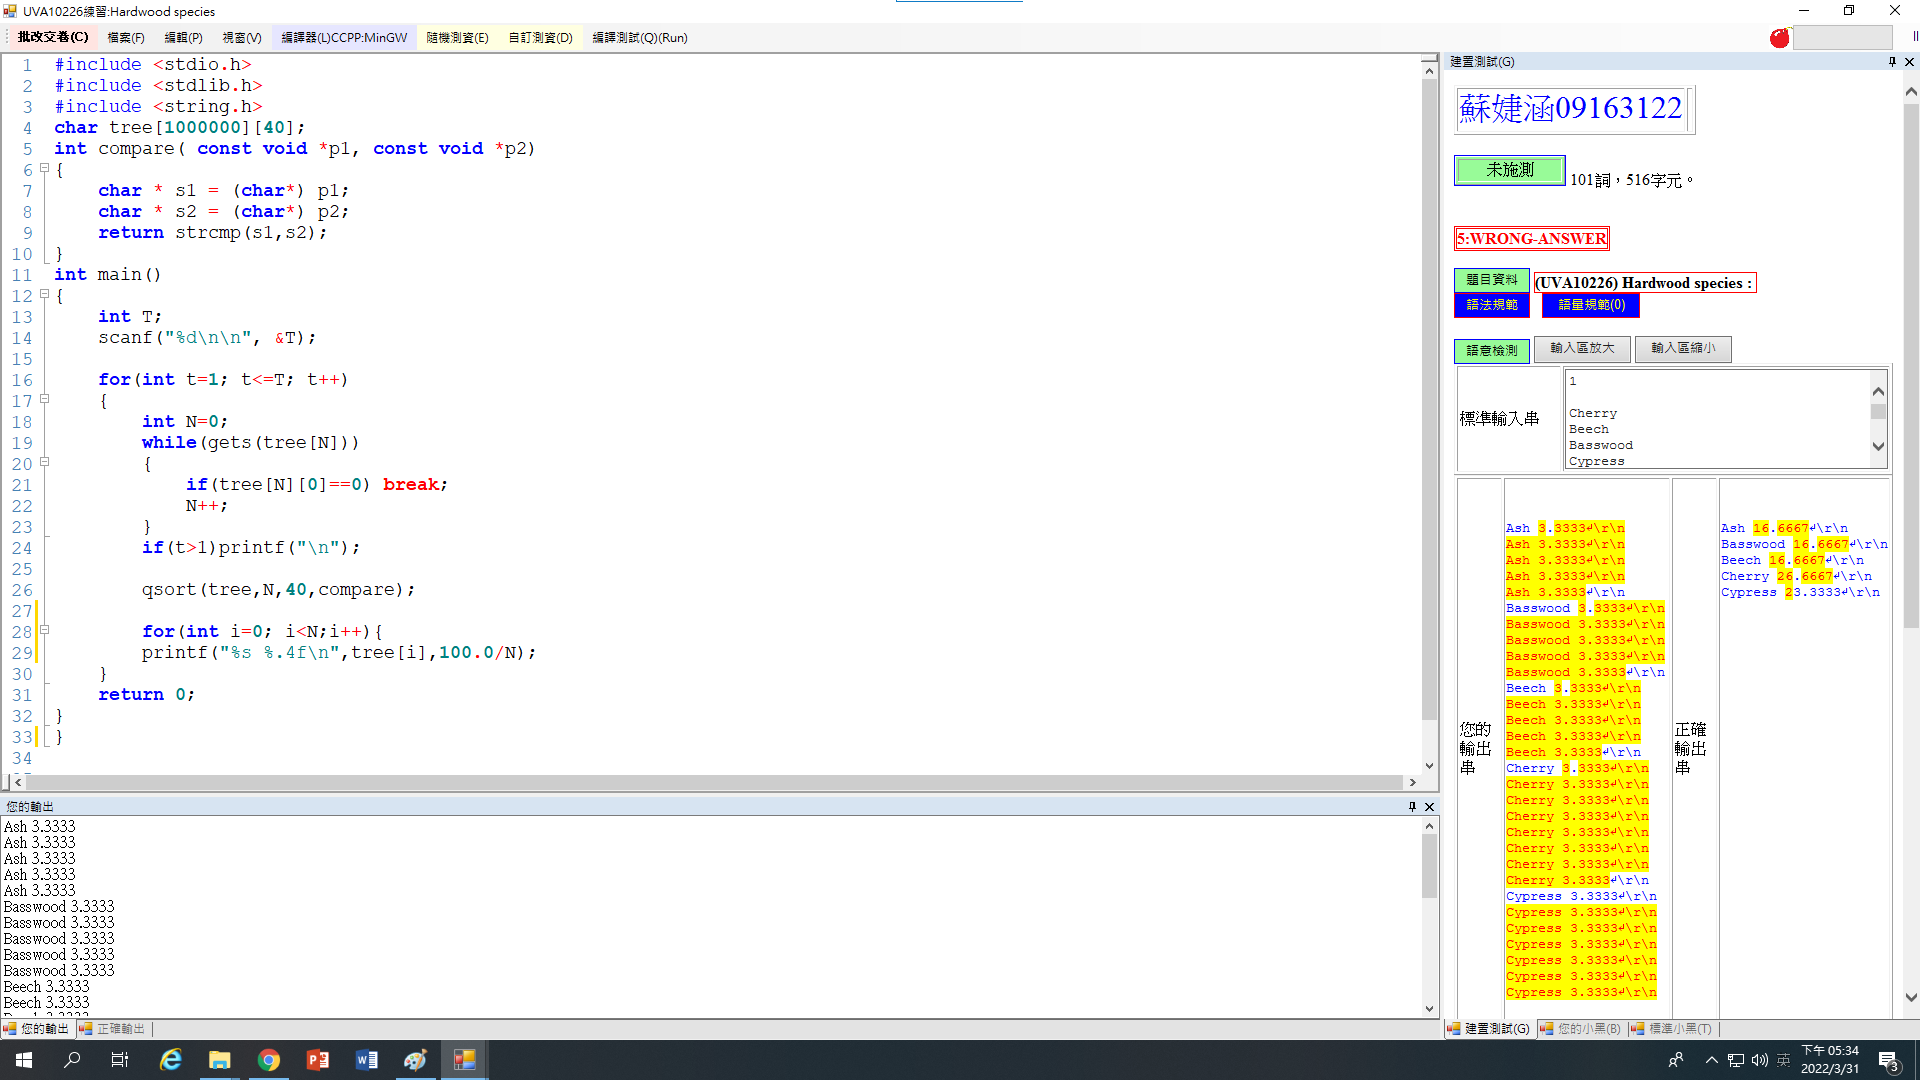 UVA10226練習:Hardwood species
批改交卷(C) 檔案(F) 編輯(P) 視窗(V) 編譯器(L)CCPP:MinGW 隨機測資(E) 自訂測資(D) 編譯測試(Q)(Run)
1 #include <stdio.h>
2 #include <stdlib.h>
3 #include <string.h>
4 char tree[1000000][40];
5 int compare( const void *p1, const void *p2)
6 {
7 char * s1 = (char*) p1;
8 char * s2 = (char*) p2;
9 return strcmp(s1,s2);
10 }
11 int main()
12 {
13 int T;
14 scanf("%d\n\n", &T);
15
16 for(int t=1; t<=T; t++)
17 {
18 int N=0;
19 while(gets(tree[N]))
20 {
21 if(tree[N][0]==0) break;
22 N++;
23 }
24 if(t>1)printf("\n");
25
26 qsort(tree,N,40,compare);
27
28 for(int i=0; i<N;i++){
29 printf("%s %.4f\n",tree[i],100.0/N);
30 }
31 return 0;
32 }
33 }
34
您的輸出
Ash 3.3333
Ash 3.3333
Ash 3.3333
Ash 3.3333
Ash 3.3333
Basswood 3.3333
Basswood 3.3333
Basswood 3.3333
Basswood 3.3333
Basswood 3.3333
Beech 3.3333
Beech 3.3333
您的輸出 正確輸出
建置測試(G)
蘇婕涵09163122
未施測 101詞，516字元。
5:WRONG-ANSWER
題目資料 (UVA10226) Hardwood species :
語法規範 語量規範(0)
語意檢測 輸入區放大 輸入區縮小
標準輸入串
1
Cherry
Beech
Basswood
Cypress
您的輸出串
Ash 3.3333↵\r\n
Ash 3.3333↵\r\n
Ash 3.3333↵\r\n
Ash 3.3333↵\r\n
Ash 3.3333↵\r\n
Basswood 3.3333↵\r\n
Basswood 3.3333↵\r\n
Basswood 3.3333↵\r\n
Basswood 3.3333↵\r\n
Basswood 3.3333↵\r\n
Beech 3.3333↵\r\n
Beech 3.3333↵\r\n
Beech 3.3333↵\r\n
Beech 3.3333↵\r\n
Beech 3.3333↵\r\n
Cherry 3.3333↵\r\n
Cherry 3.3333↵\r\n
Cherry 3.3333↵\r\n
Cherry 3.3333↵\r\n
Cherry 3.3333↵\r\n
Cherry 3.3333↵\r\n
Cherry 3.3333↵\r\n
Cherry 3.3333↵\r\n
Cypress 3.3333↵\r\n
Cypress 3.3333↵\r\n
Cypress 3.3333↵\r\n
Cypress 3.3333↵\r\n
Cypress 3.3333↵\r\n
Cypress 3.3333↵\r\n
Cypress 3.3333↵\r\n
正確輸出串
Ash 16.6667↵\r\n
Basswood 16.6667↵\r\n
Beech 16.6667↵\r\n
Cherry 26.6667↵\r\n
Cypress 23.3333↵\r\n
建置測試(G) 您的小黑(B) 標準小黑(T)
英
下午 05:34
2022/3/31
3